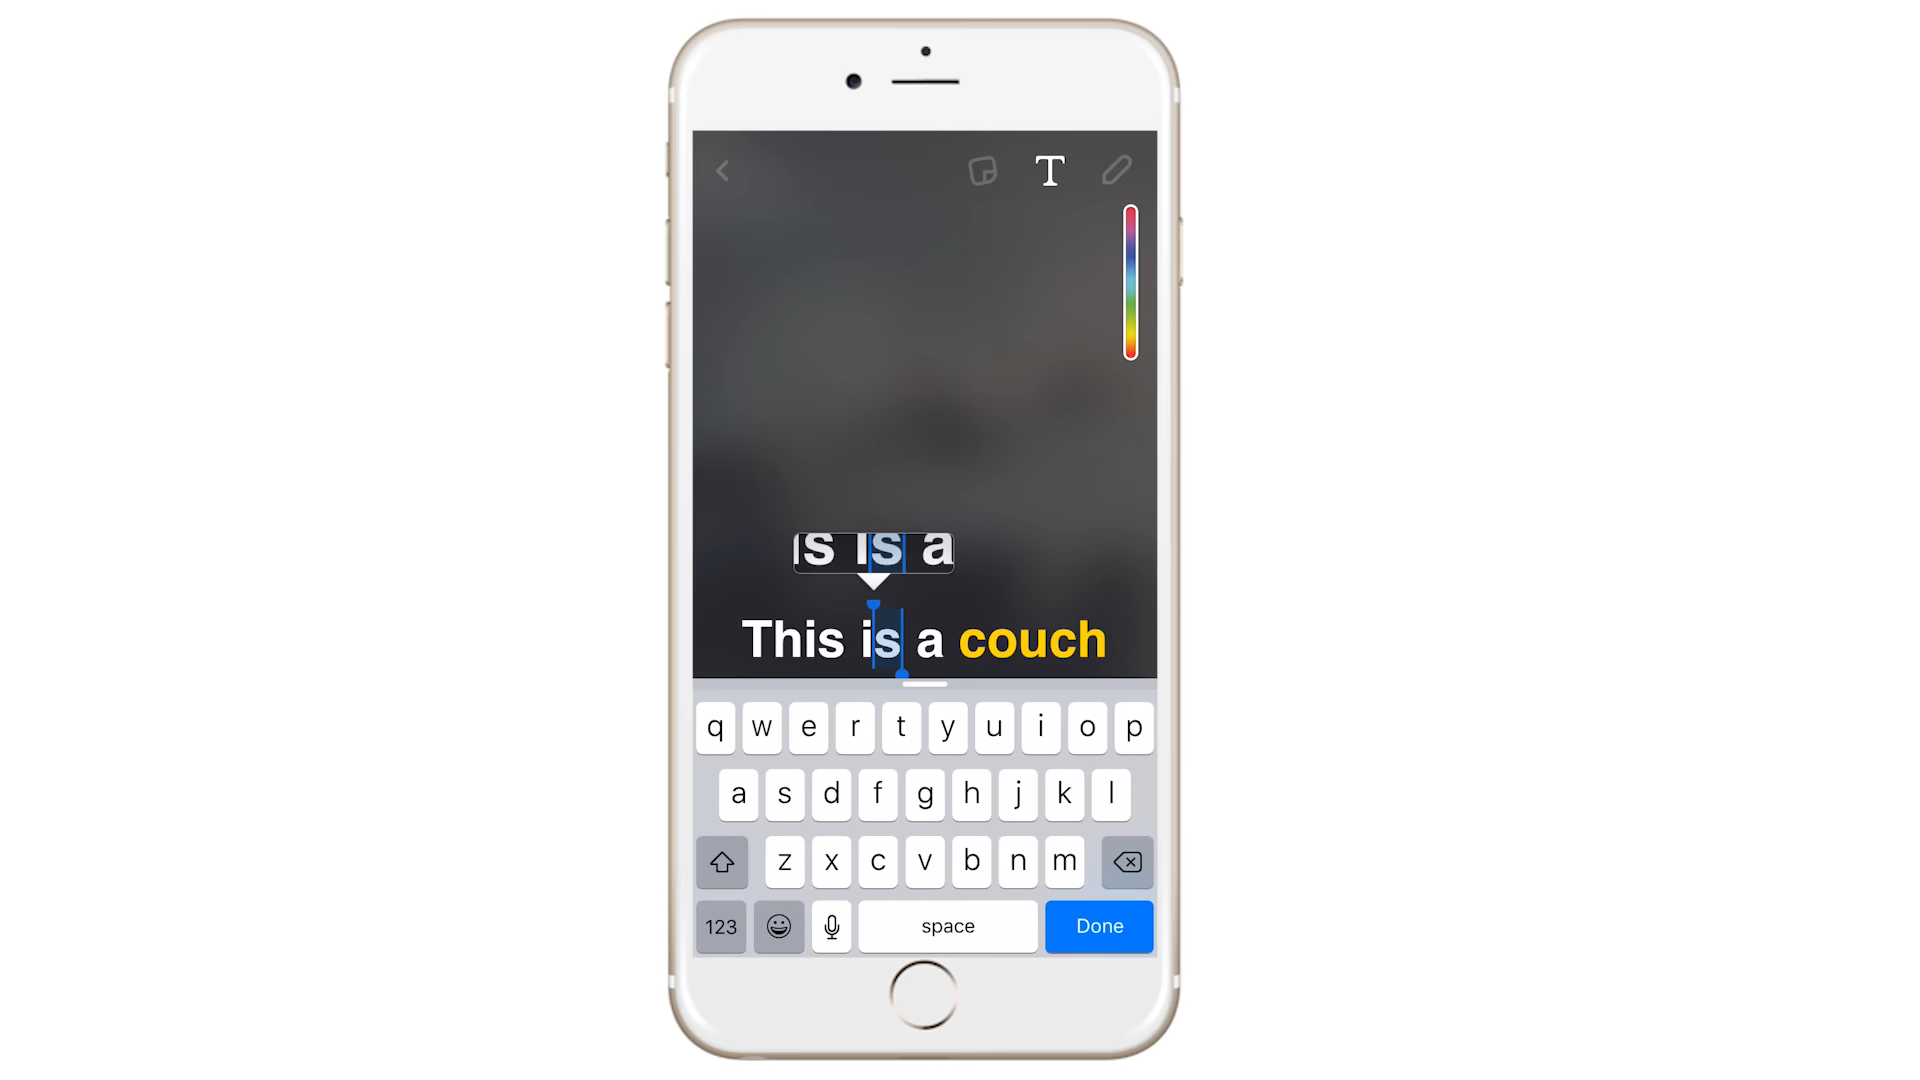 T
is is a
This is a couch
q w e r t y u i o p
a s d f g h j k l
z x c v b n m
123 space Done